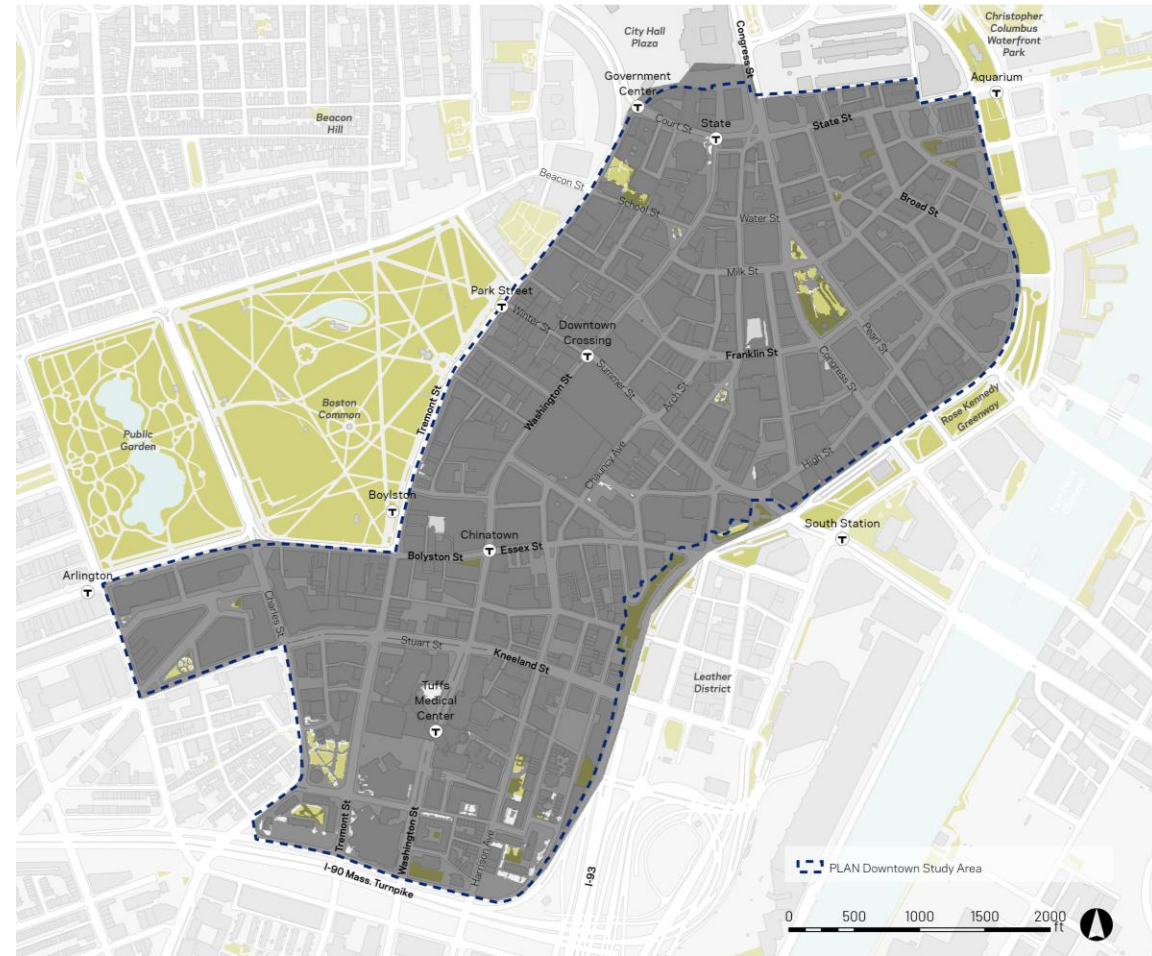 City Hall
Plaza
Congress St
Christopher
Columbus
Waterfront
Park
Government
Center
T
Aquarium
T
Beacon
Hill
Court St
State
T
State St
Beacon St
School St
Water St
Broad St
Milk St
Park Street
T
Winter St
Downtown
Crossing
T
Franklin St
Pearl St
Congress St
Summer St
Arch St
Washington St
Tremont St
Boston
Common
Public
Garden
Rose Kennedy
Greenway
High St
Chauncy Ave
Boylston
T
Chinatown
T
Essex St
Bolyston St
South Station
T
Arlington
T
Charles St
Stuart St
Kneeland St
Leather
District
Tufts
Medical
Center
T
Tremont St
Washington St
Harrison Ave
I-90 Mass. Turnpike
I-93
PLAN Downtown Study Area
0 500 1000 1500 2000
ft